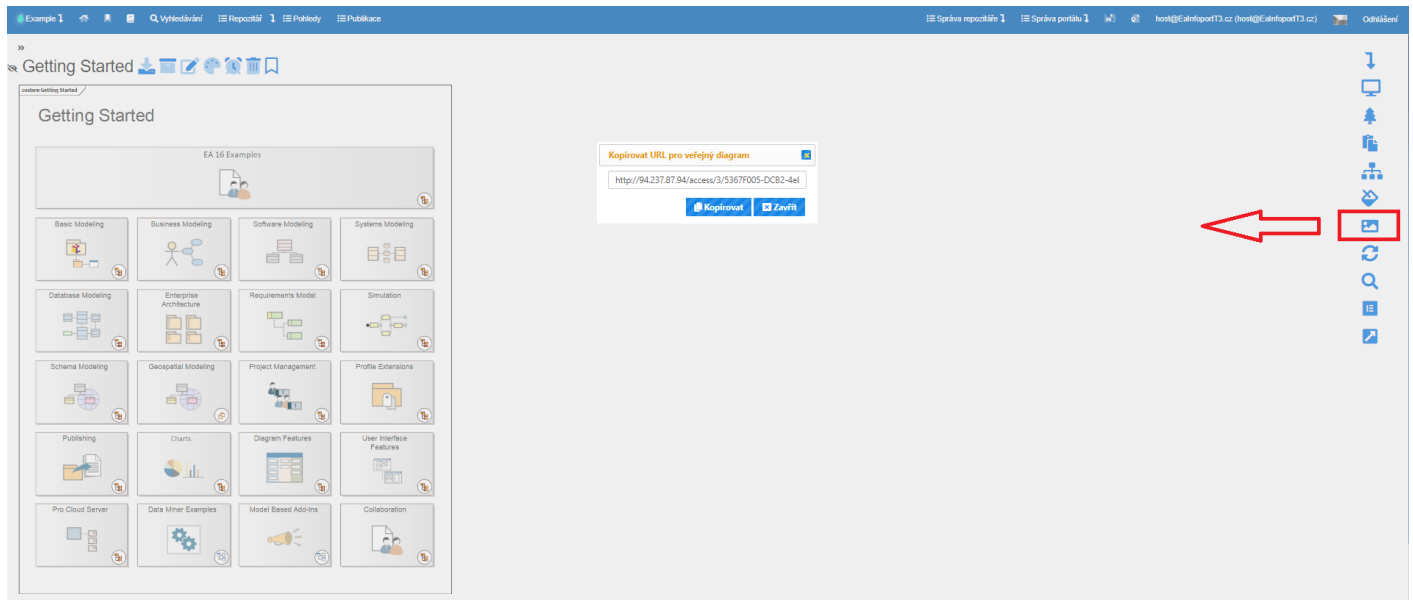 Example Vyhledávání Repozitář Pohledy Publikace Správa repozitáře Správa portálu host@EaInfoportIT3.cz (host@EaInfoportIT3.cz) Odhlášení
»
Getting Started
custom Getting Started
Getting Started
EA 16 Examples
Kopírovat URL pro veřejný diagram
http://94.237.87.94/access/3/5367F005-DCB2-4el
Kopírovat Zavřít
Basic Modeling Business Modeling Software Modeling Systems Modeling
Database Modeling Enterprise Requirements Model Simulation
Architecture
Schema Modeling Geospatial Modeling Project Management Profile Extensions
Publishing Charts Diagram Features User Interface
Features
Pro Cloud Server Data Miner Examples Model Based Add-Ins Collaboration